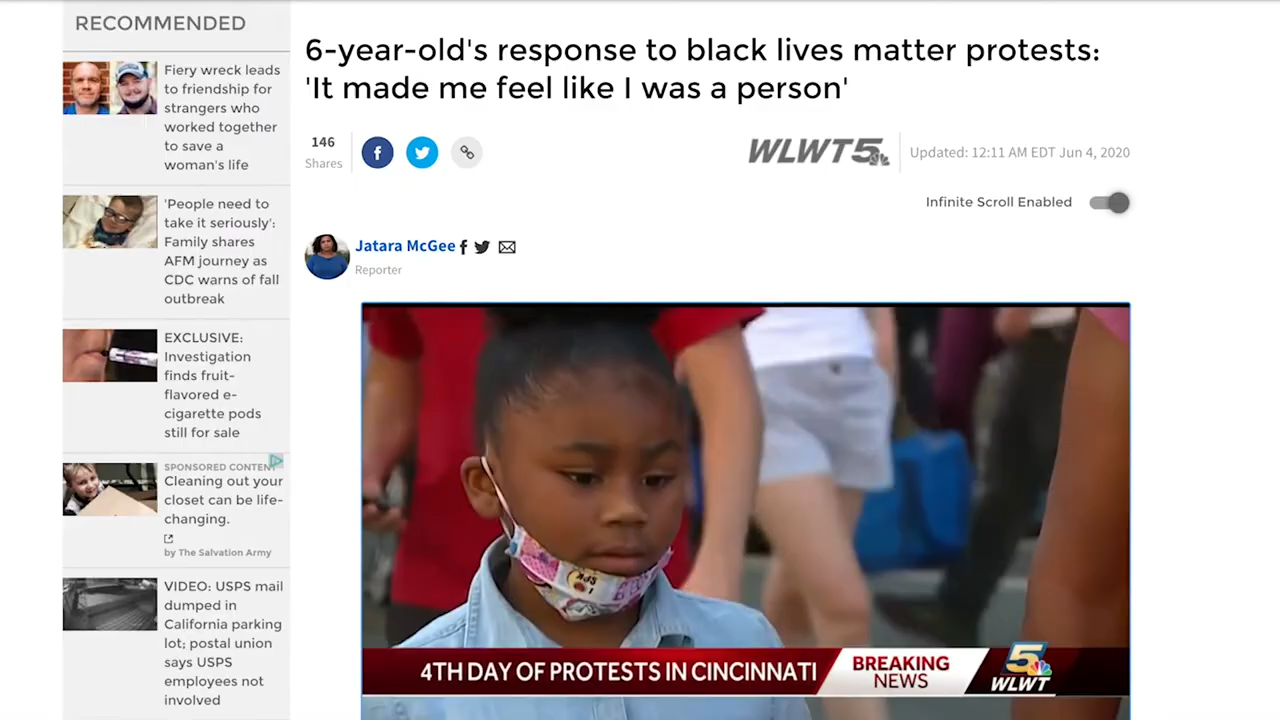 RECOMMENDED
Fiery wreck leads
to friendship for
strangers who
worked together
to save a
woman's life
'People need to
take it seriously':
Family shares
AFM journey as
CDC warns of fall
outbreak
EXCLUSIVE:
Investigation
finds fruit-
flavored e-
cigarette pods
still for sale
SPONSORED CONTENT
Cleaning out your
closet can be life-
changing.
by The Salvation Army
VIDEO: USPS mail
dumped in
California parking
lot; postal union
says USPS
employees not
involved
6-year-old's response to black lives matter protests:
'It made me feel like I was a person'
146
Shares
f
WLWT5
Updated: 12:11 AM EDT Jun 4, 2020
Infinite Scroll Enabled
Jatara McGee f
Reporter
4TH DAY OF PROTESTS IN CINCINNATI
BREAKING
NEWS
5
WLWT